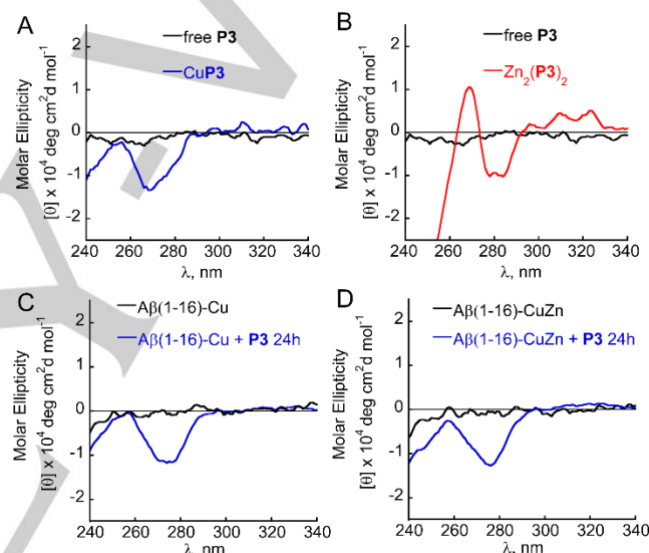 A
free P3
CuP3
Molar Ellipticity
[θ] x 10⁴ deg cm²d mol⁻¹
2
1
0
-1
-2
240 260 280 300 320 340
λ, nm
B
free P3
Zn₂(P3)₂
Molar Ellipticity
[θ] x 10⁴ deg cm²d mol⁻¹
2
1
0
-1
-2
240 260 280 300 320 340
λ, nm
C
Aβ(1-16)-Cu
Aβ(1-16)-Cu + P3 24h
Molar Ellipticity
[θ] x 10⁴ deg cm²d mol⁻¹
2
1
0
-1
-2
240 260 280 300 320 340
λ, nm
D
Aβ(1-16)-CuZn
Aβ(1-16)-CuZn + P3 24h
Molar Ellipticity
[θ] x 10⁴ deg cm²d mol⁻¹
2
1
0
-1
-2
240 260 280 300 320 340
λ, nm